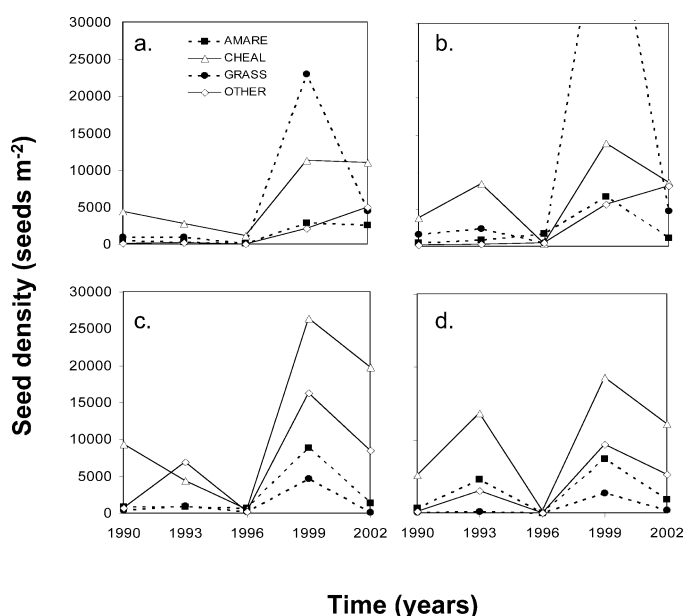 30000
25000
20000
15000
10000
5000
0
a.
AMARE
CHEAL
GRASS
OTHER
b.
Seed density (seeds m-2)
30000
25000
20000
15000
10000
5000
0
c.
d.
1990 1993 1996 1999 2002
1990 1993 1996 1999 2002
Time (years)